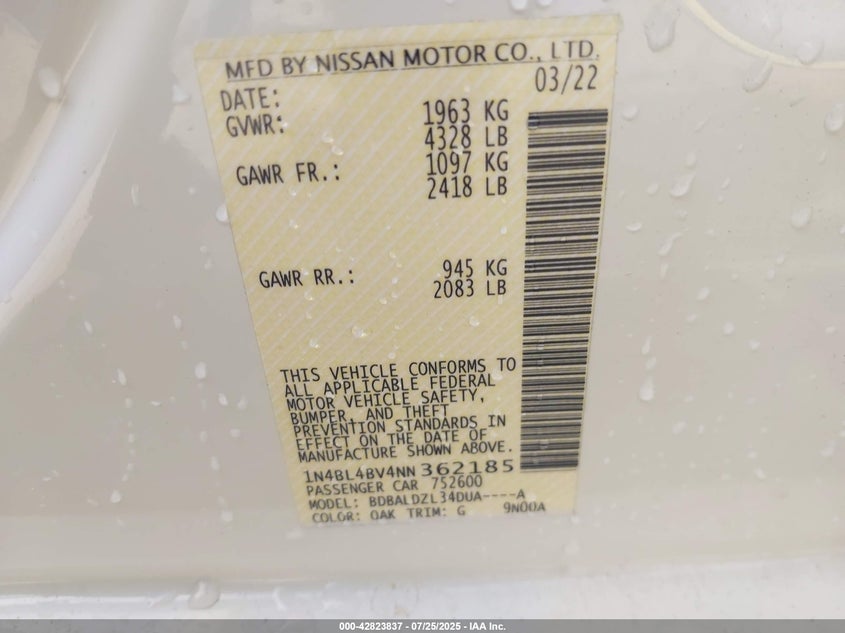 MFD BY NISSAN MOTOR CO., LTD.
DATE: 03/22
GVWR: 1963 KG
4328 LB
GAWR FR.: 1097 KG
2418 LB
GAWR RR.: 945 KG
2083 LB
THIS VEHICLE CONFORMS TO
ALL APPLICABLE FEDERAL
MOTOR VEHICLE SAFETY,
BUMPER, AND THEFT
PREVENTION STANDARDS IN
EFFECT ON THE DATE OF
MANUFACTURE SHOWN ABOVE.
1N4BL4BV4NN362185
PASSENGER CAR 752600
MODEL: BDBALDZL34DUA----A
COLOR: QAK TRIM: G 9N00A
000-42823837 - 07/25/2025 - IAA Inc.